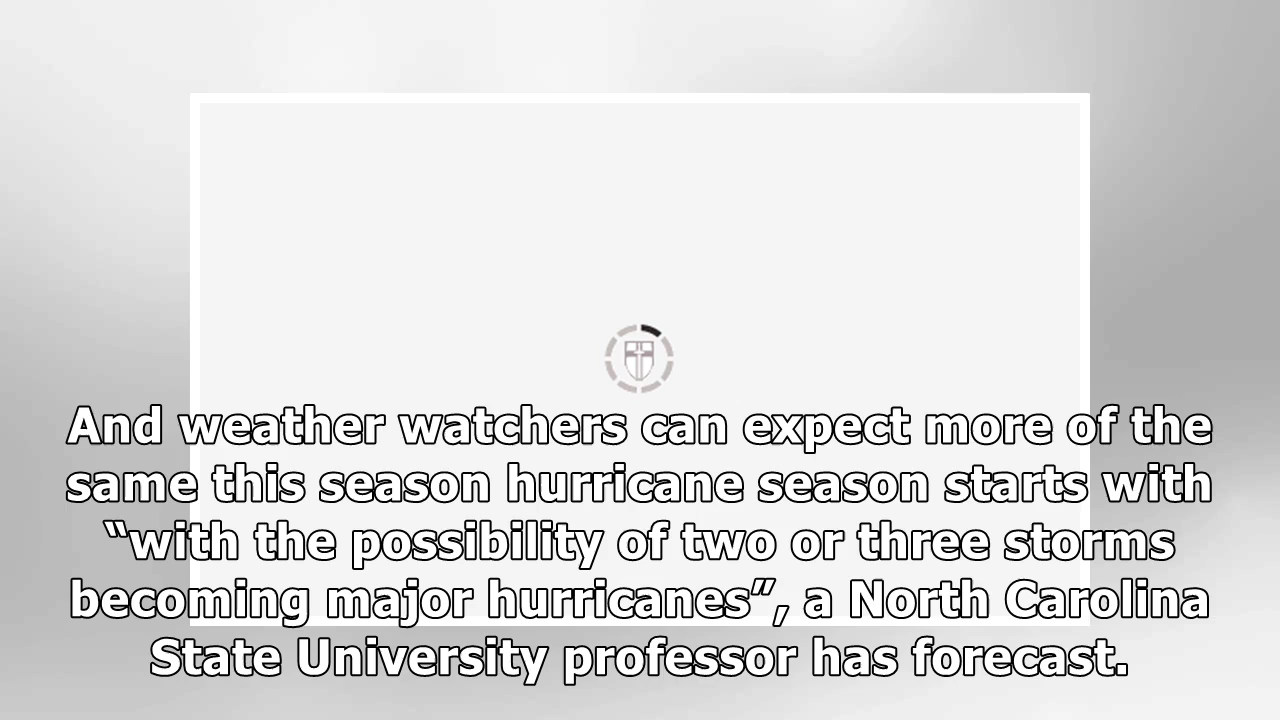 And weather watchers can expect more of the
same this season hurricane season starts with
“with the possibility of two or three storms
becoming major hurricanes”, a North Carolina
State University professor has forecast.